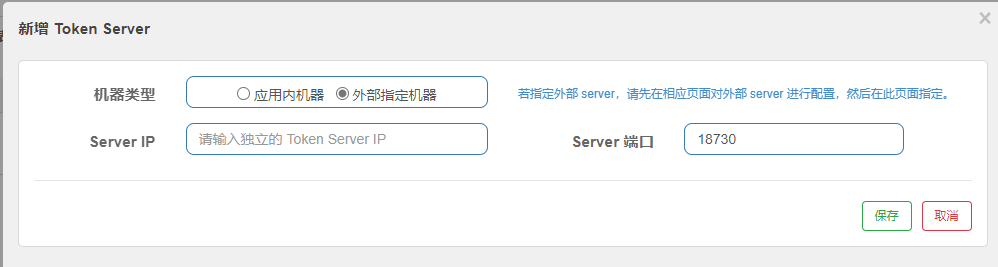 新增 Token Server
×
机器类型
应用内机器 外部指定机器
若指定外部 server，请先在相应页面对外部 server 进行配置，然后在此页面指定。
Server IP
请输入独立的 Token Server IP
Server 端口
18730
保存
取消